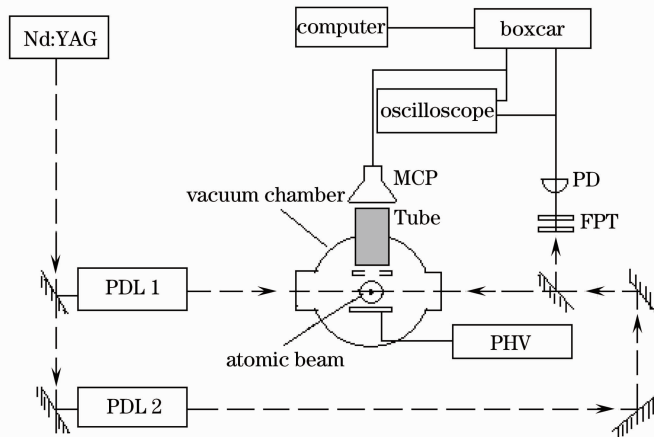 Nd:YAG
computer
boxcar
oscilloscope
MCP
PD
vacuum chamber
Tube
FPT
PDL 1
atomic beam
PHV
PDL 2